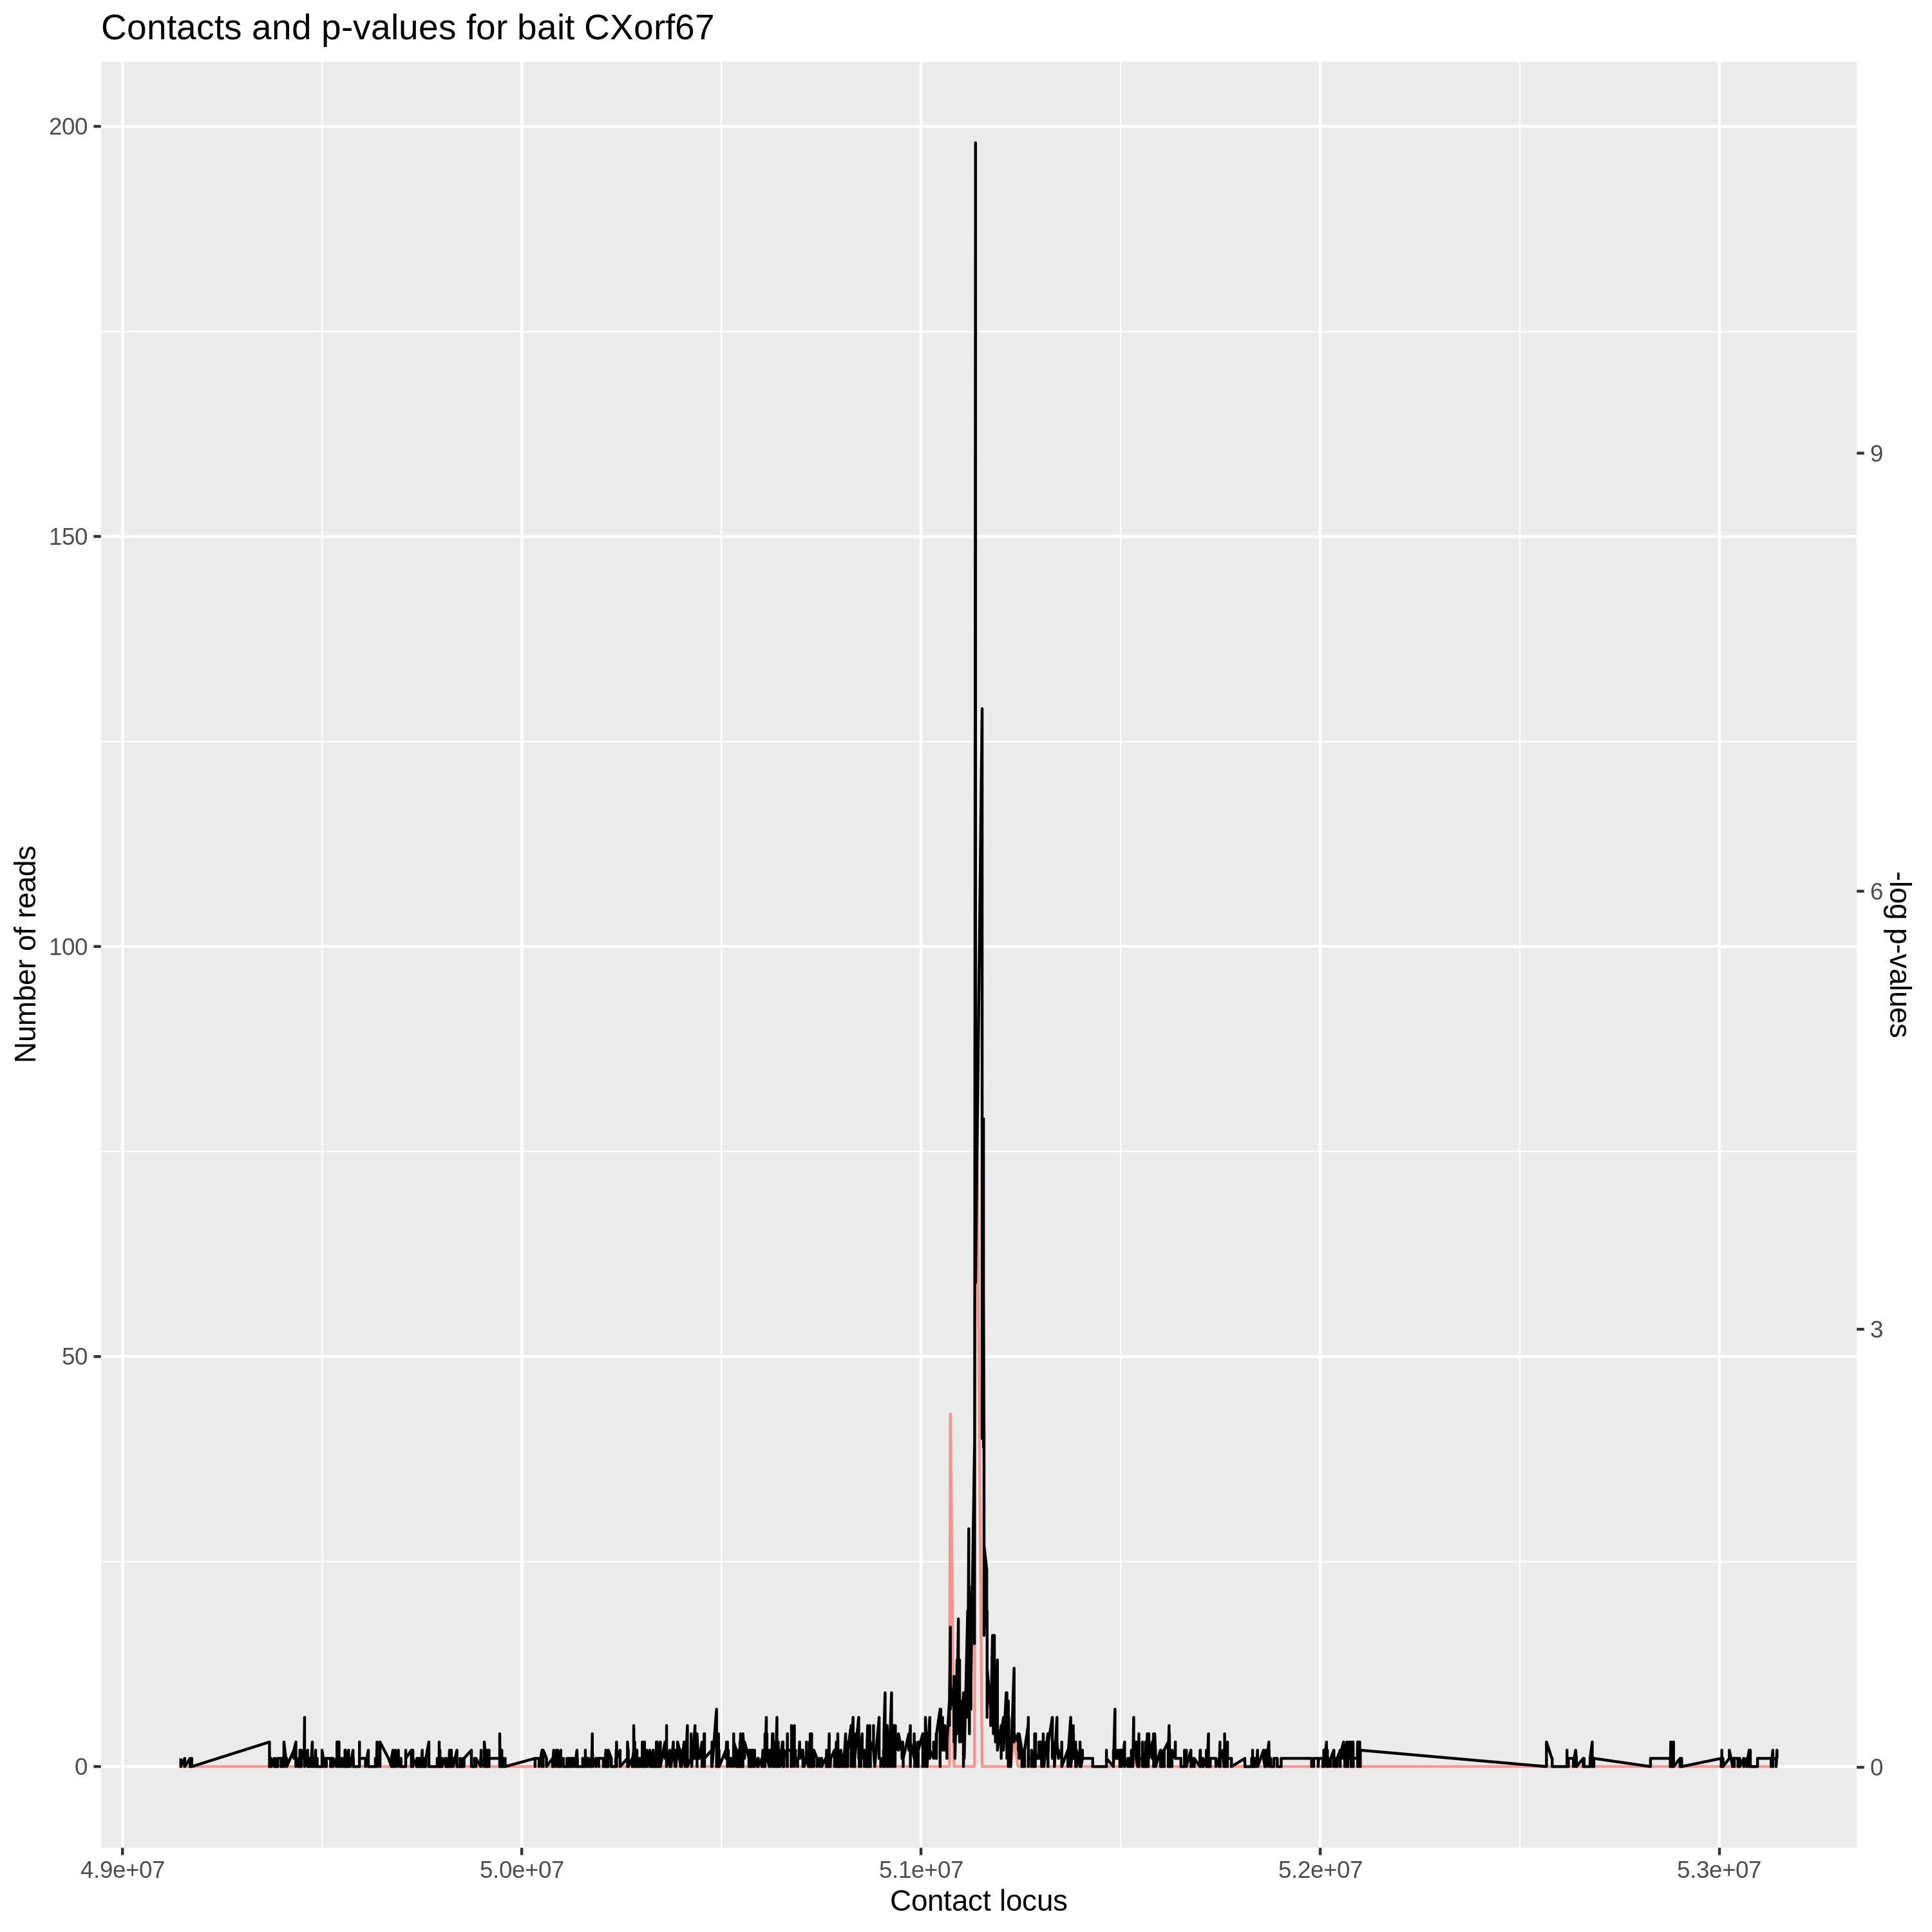 Contacts and p-values for bait CXorf67
200
150
100
50
0
Number of reads
9
6
3
0
-log p-values
4.9e+07
5.0e+07
5.1e+07
5.2e+07
5.3e+07
Contact locus